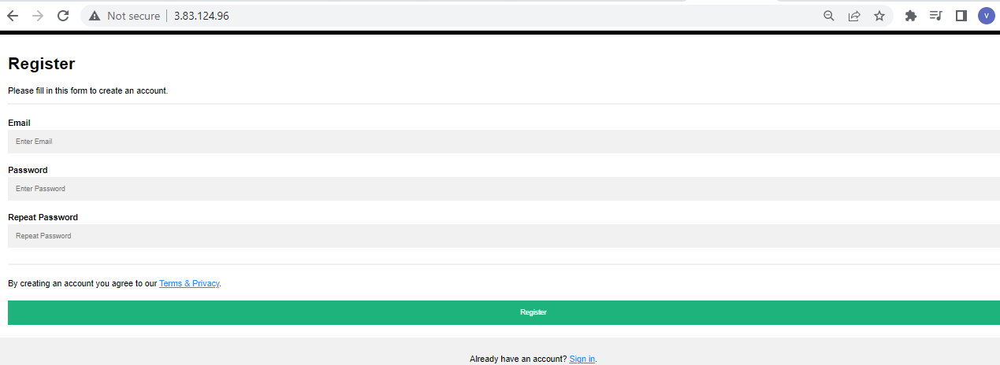 Not secure 3.83.124.96
V
Register
Please fill in this form to create an account.
Email
Enter Email
Password
Enter Password
Repeat Password
Repeat Password
By creating an account you agree to our Terms & Privacy.
Register
Already have an account? Sign in.